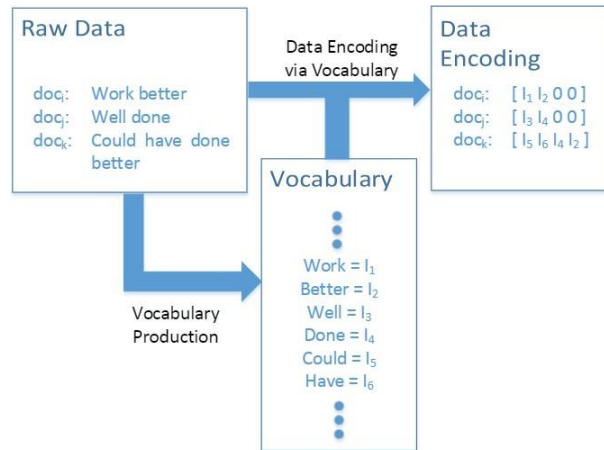 Raw Data
docᵢ: Work better
docⱼ: Well done
docₖ: Could have done
better
Data Encoding
via Vocabulary
Data
Encoding
docᵢ: [ I₁ I₂ 0 0 ]
docⱼ: [ I₃ I₄ 0 0 ]
docₖ: [ I₅ I₆ I₄ I₂ ]
Vocabulary
Production
Vocabulary
Work = I₁
Better = I₂
Well = I₃
Done = I₄
Could = I₅
Have = I₆